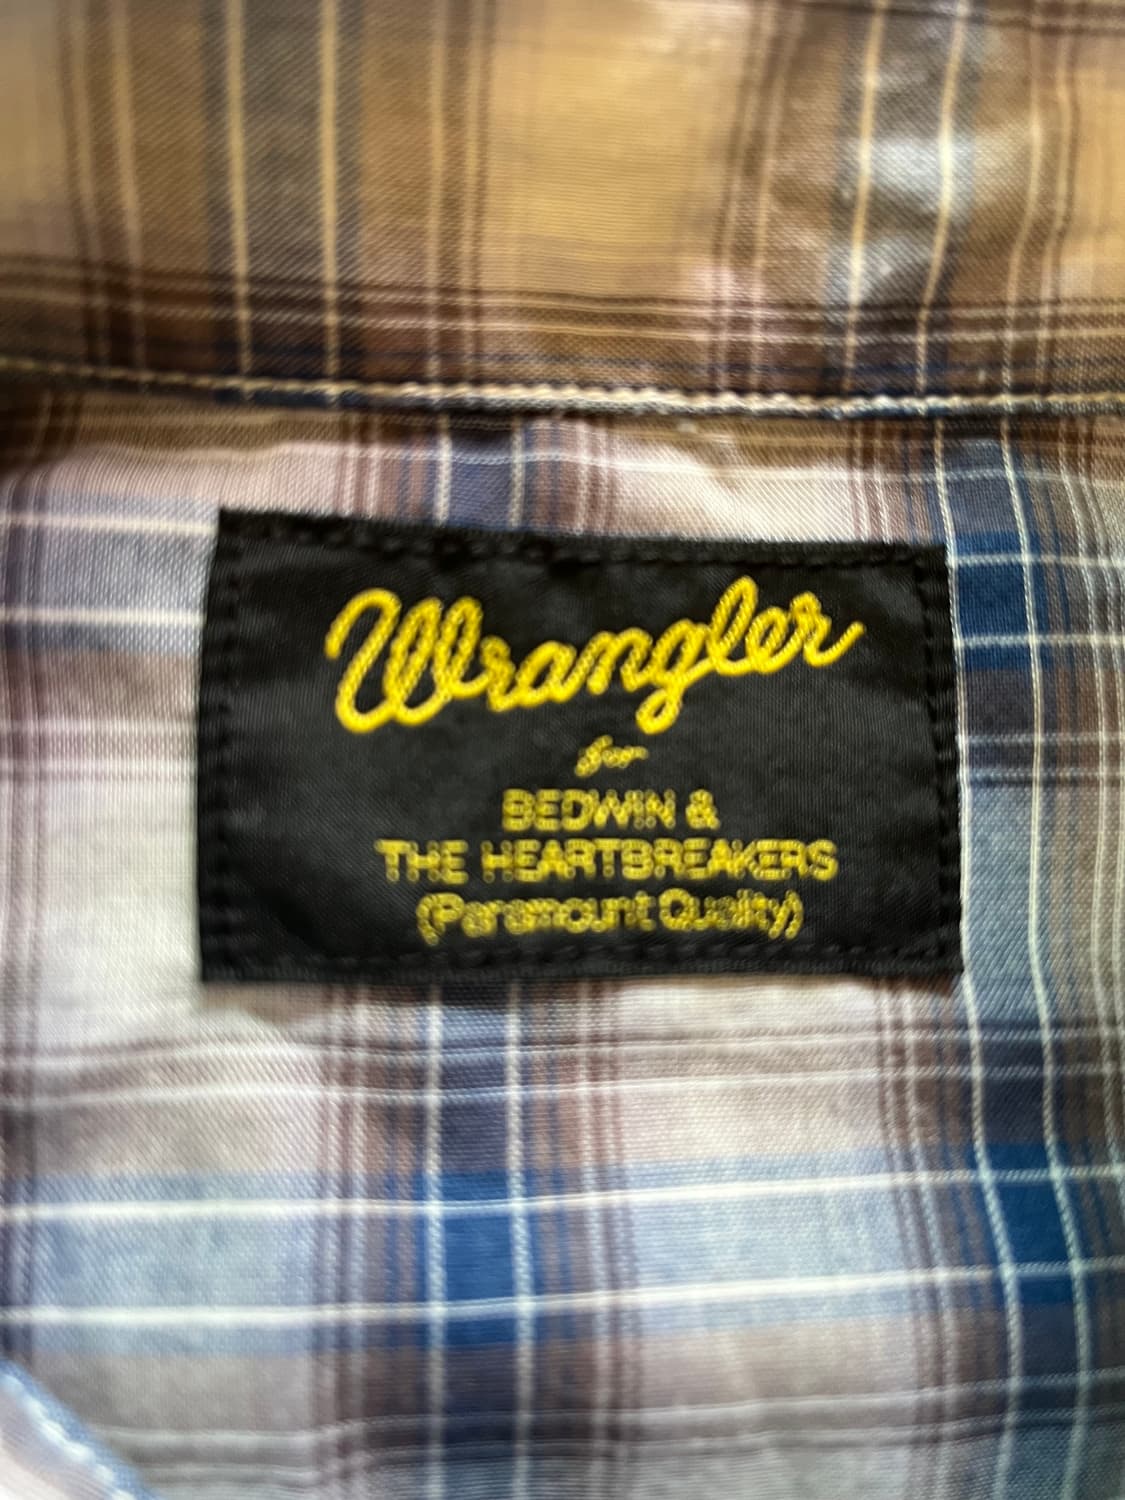 Wrangler
for
BEDWIN &
THE HEARTBREAKERS
(Paramount Quality)